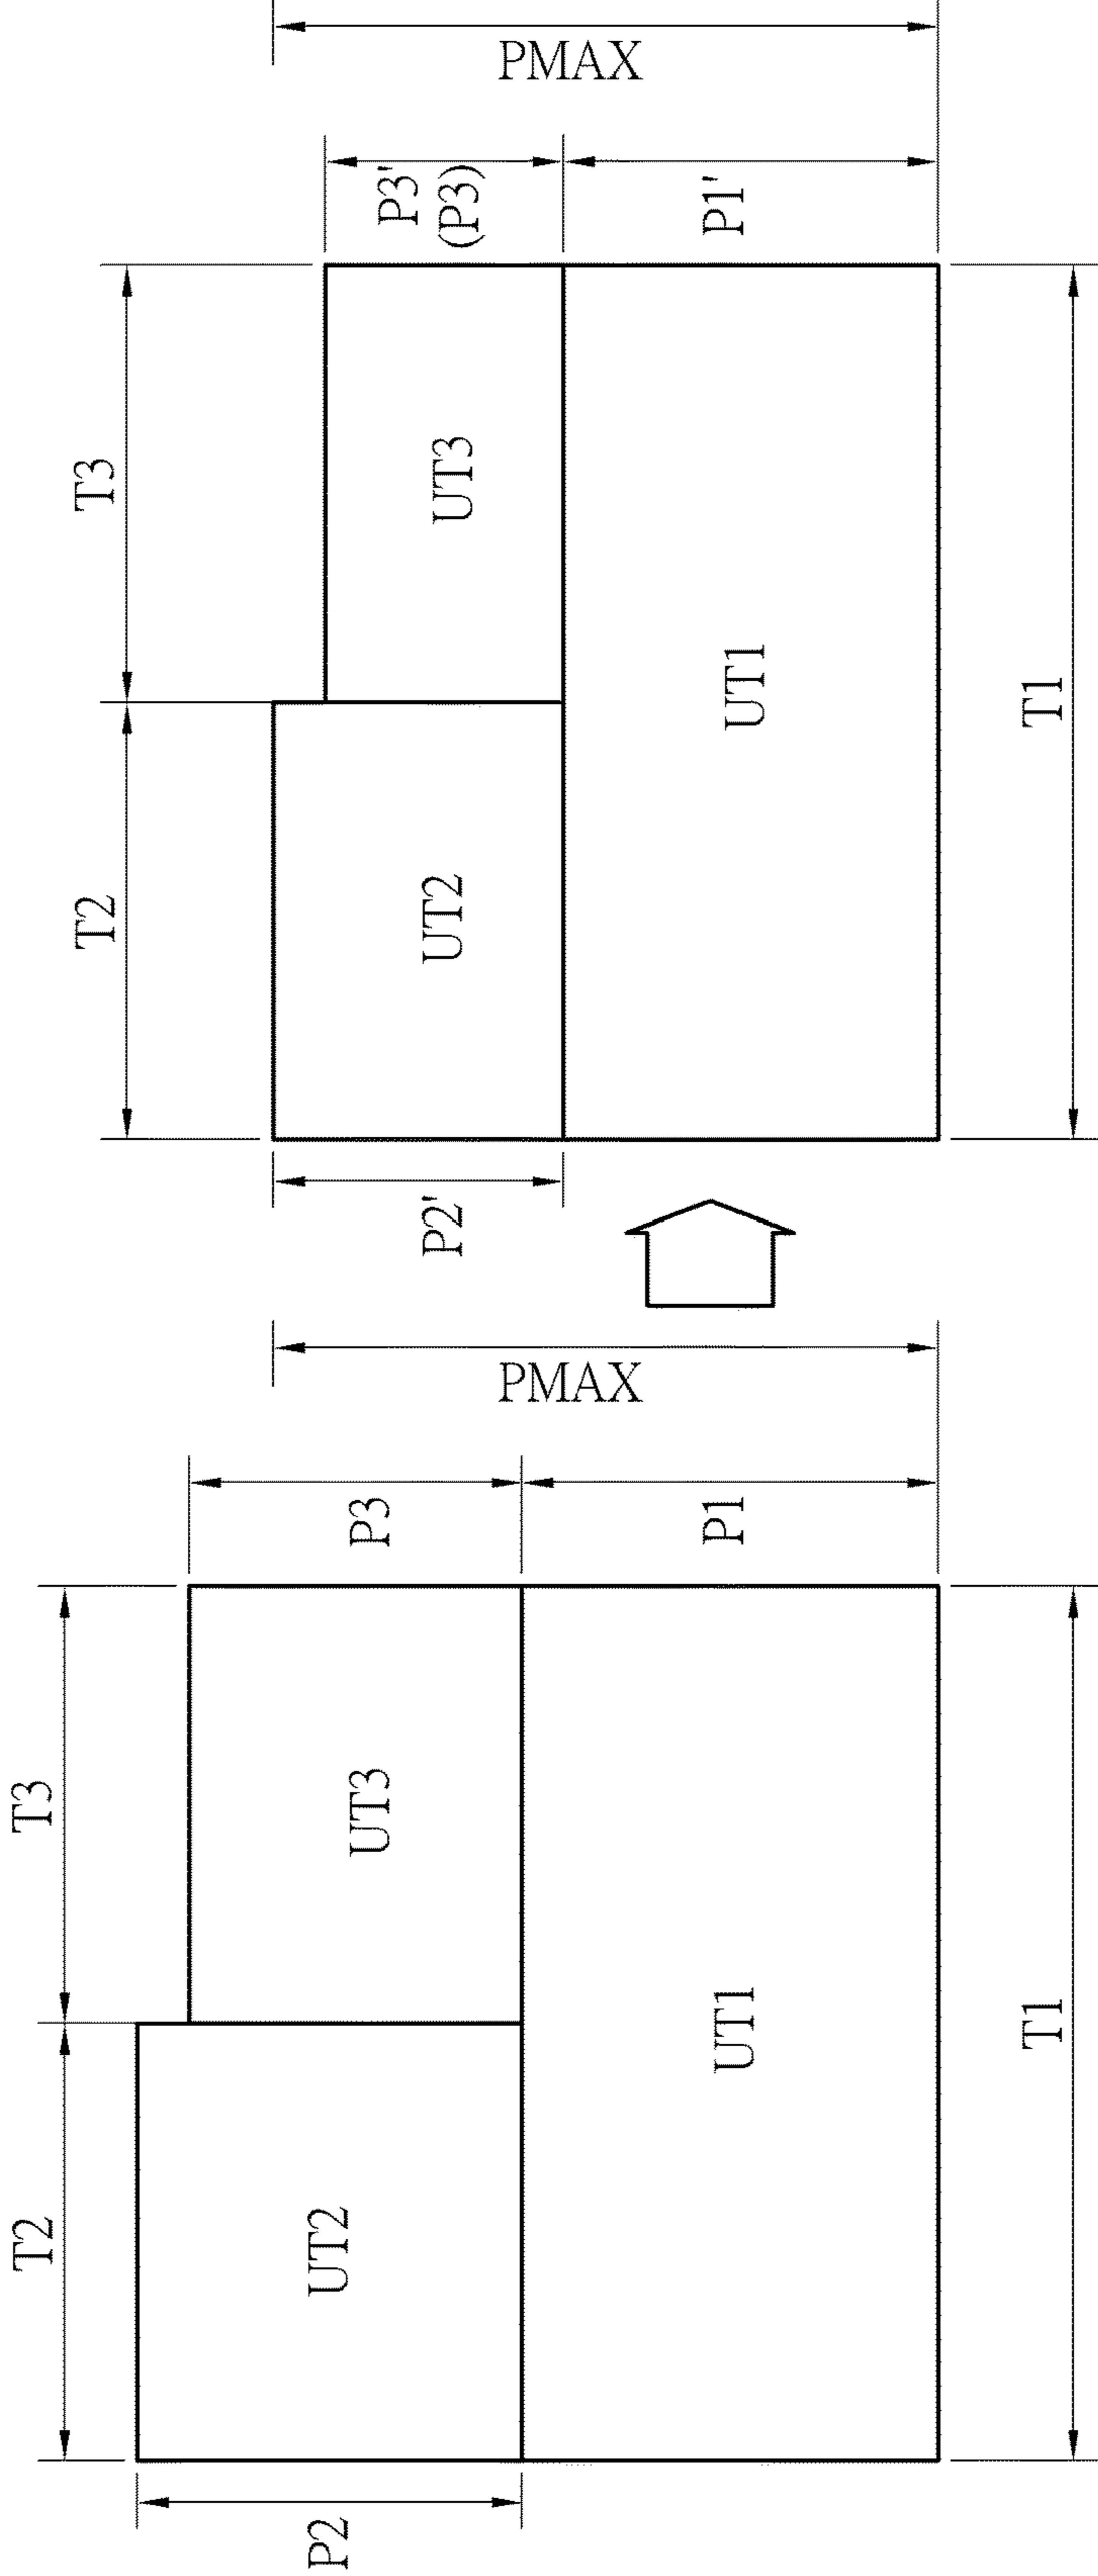 T2
T3
P2
UT2
UT3
P3
UT1
P1
PMAX
T1
T2
T3
P2'
UT2
UT3
P3'
(P3)
UT1
P1'
PMAX
T1